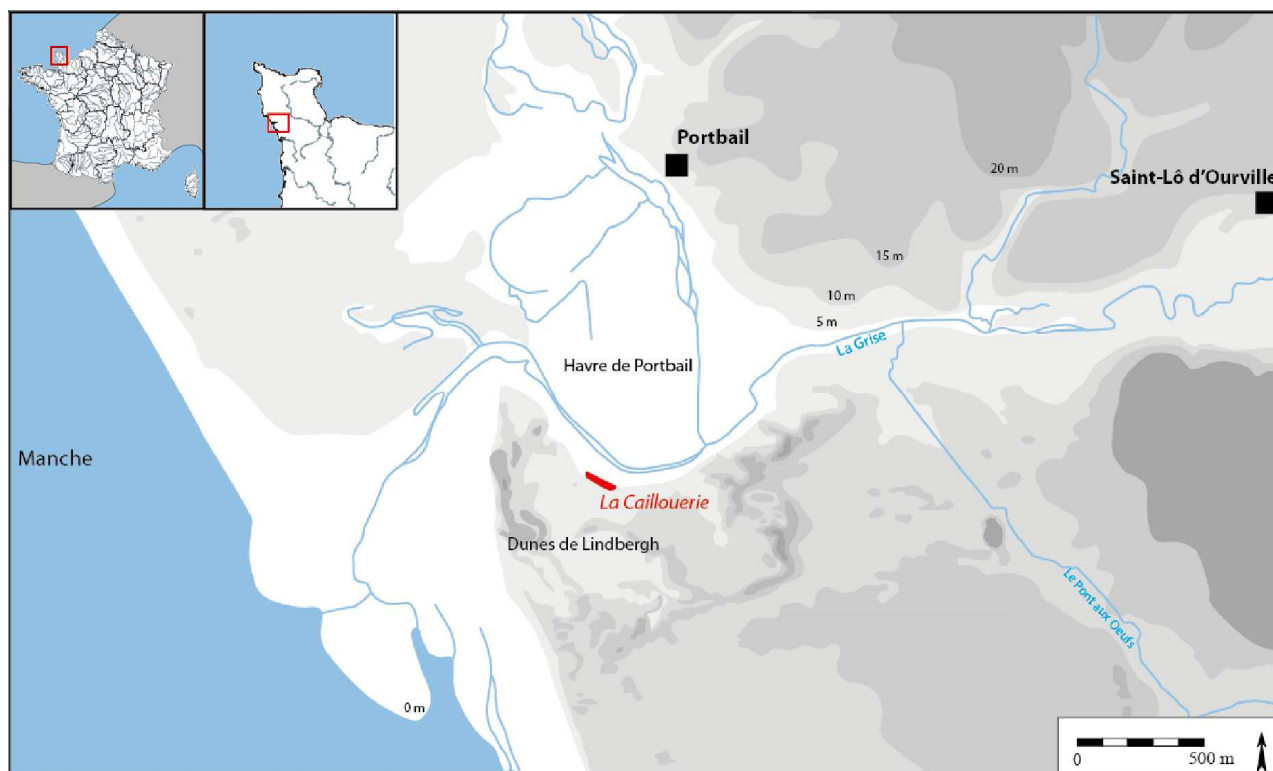 Portbail
20 m
Saint-Lô d'Ourville
15 m
10 m
5 m
La Grise
Havre de Portbail
Manche
La Caillouerie
Dunes de Lindbergh
Le Pont aux Oeufs
0 m
0 500 m